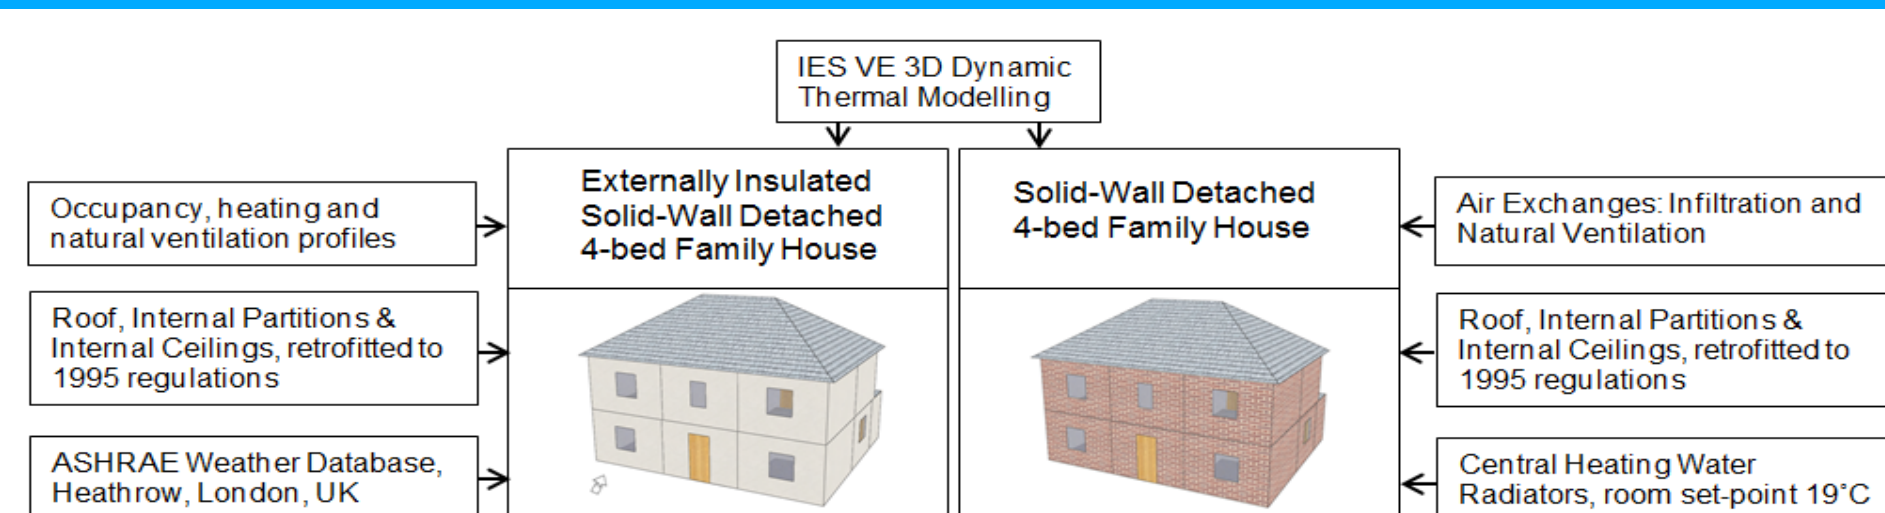 IES VE 3D Dynamic
Thermal Modelling
Externally Insulated
Solid-Wall Detached
4-bed Family House
Solid-Wall Detached
4-bed Family House
Occupancy, heating and
natural ventilation profiles
Air Exchanges: Infiltration and
Natural Ventilation
Roof, Internal Partitions &
Internal Ceilings, retrofitted to
1995 regulations
Roof, Internal Partitions &
Internal Ceilings, retrofitted to
1995 regulations
ASHRAE Weather Database,
Heathrow, London, UK
Central Heating Water
Radiators, room set-point 19°C